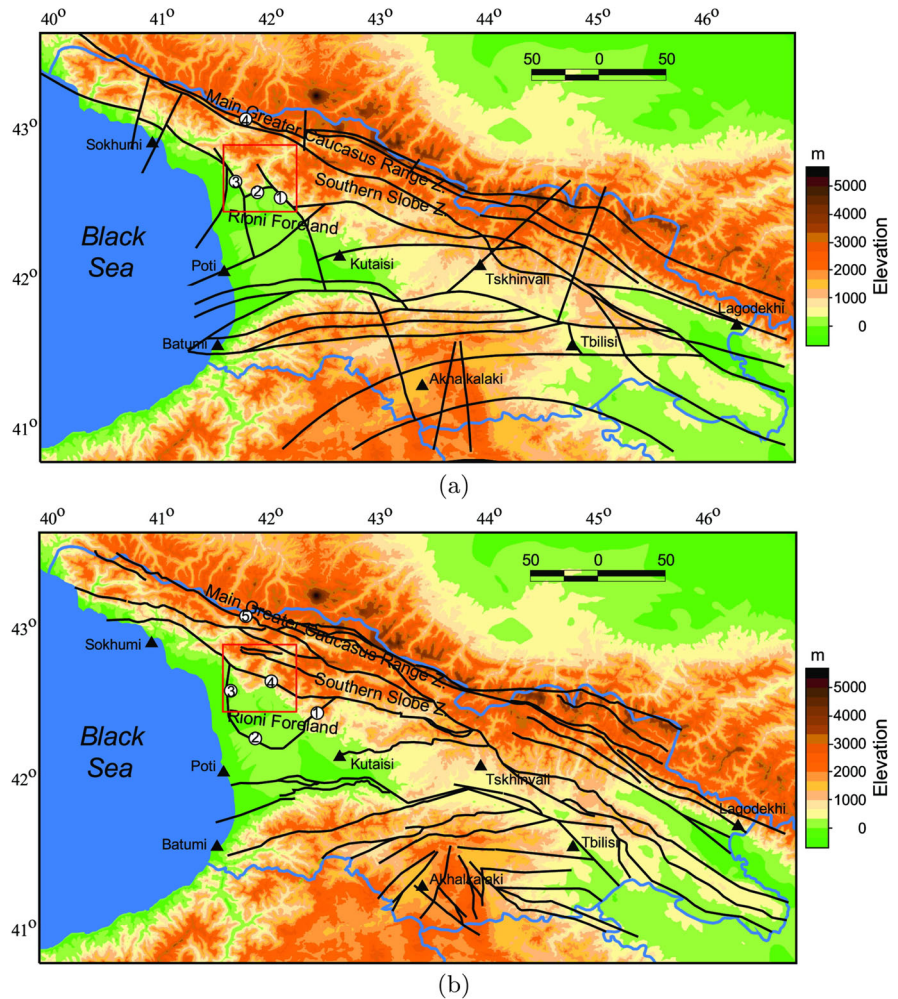 40° 41° 42° 43° 44° 45° 46°
50 0 50
43°
42°
41°
Main Greater Caucasus Range Z.
④
Sokhumi
Southern Slobe Z.
③ ② ①
Rioni Foreland
Black
Sea
Poti
Kutaisi
Tskhinvali
Lagodekhi
Batumi
Tbilisi
Akhalkalaki
m
5000
4000
3000
2000
1000
0
Elevation
(a)
40° 41° 42° 43° 44° 45° 46°
50 0 50
43°
42°
41°
Main Greater Caucasus Range Z.
⑤
Sokhumi
Southern Slope Z.
③ ④
Rioni Foreland
① ②
Black
Sea
Poti
Kutaisi
Tskhinvali
Lagodekhi
Batumi
Tbilisi
Akhalkalaki
m
5000
4000
3000
2000
1000
0
Elevation
(b)